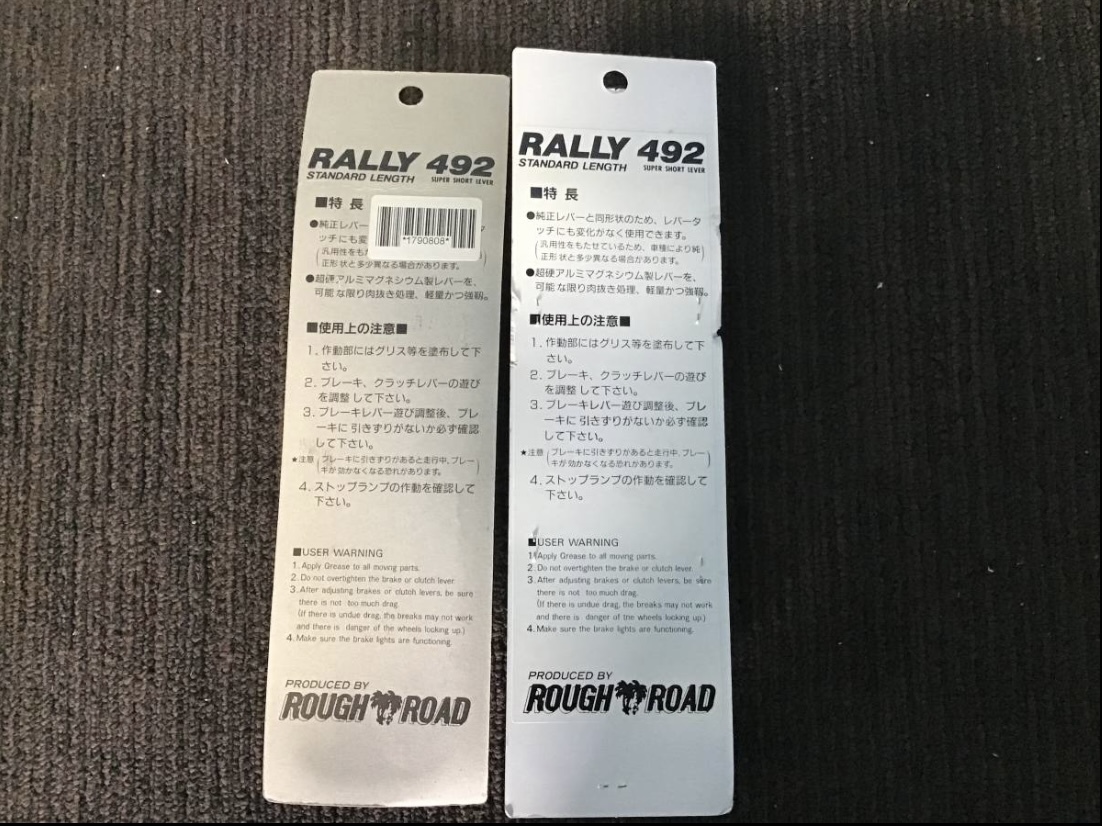 RALLY 492
STANDARD LENGTH SUPER SHORT LEVER
■特 長
●純正レバー
ッチにも変
*1790808*
(汎用性をも
正形状と多少異なる場合があります。)
●超硬アルミマグネシウム製レバーを、
可能な限り肉抜き処理、軽量かつ強靱。
■使用上の注意■
1. 作動部にはグリス等を塗布して下
さい。
2. ブレーキ、クラッチレバーの遊び
を調整して下さい。
3. ブレーキレバー遊び調整後、ブレ
ーキに引きずりがないか必ず確認
して下さい。
★注意(ブレーキに引きずりがあると走行中、ブレー
キが効かなくなる恐れがあります。)
4. ストップランプの作動を確認して
下さい。
■USER WARNING
1. Apply Grease to all moving parts.
2. Do not overtighten the brake or clutch lever
3. After adjusting brakes or clutch levers, be sure
there is not too much drag.
(If there is undue drag, the breaks may not work
and there is danger of the wheels locking up.)
4. Make sure the brake lights are functioning.
PRODUCED BY
ROUGH ROAD
RALLY 492
STANDARD LENGTH SUPER SHORT LEVER
■特 長
●純正レバーと同形状のため、レバータ
ッチにも変化がなく使用できます。
(汎用性をもたせているため、車種により純
正形状と多少異なる場合があります。)
●超硬アルミマグネシウム製レバーを、
可能な限り肉抜き処理、軽量かつ強靱。
■使用上の注意■
1. 作動部にはグリス等を塗布して下
さい。
2. ブレーキ、クラッチレバーの遊び
を調整して下さい。
3. ブレーキレバー遊び調整後、ブレ
ーキに引きずりがないか必ず確認
して下さい。
★注意(ブレーキに引きずりがあると走行中、ブレー
キが効かなくなる恐れがあります。)
4. ストップランプの作動を確認して
下さい。
■USER WARNING
1. Apply Grease to all moving parts.
2. Do not overtighten the brake or clutch lever.
3. After adjusting brakes or clutch levers, be sure
there is not too much drag.
(If there is undue drag, the breaks may not work
and there is danger of the wheels locking up.)
4. Make sure the brake lights are functioning.
PRODUCED BY
ROUGH ROAD